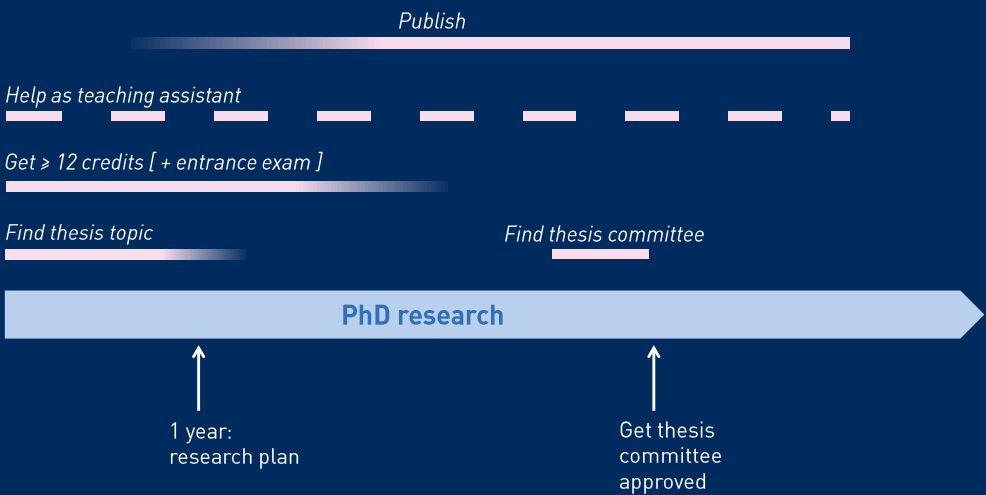 Publish
Help as teaching assistant
Get ⩾ 12 credits [ + entrance exam ]
Find thesis topic
Find thesis committee
PhD research
1 year:
research plan
Get thesis
committee
approved